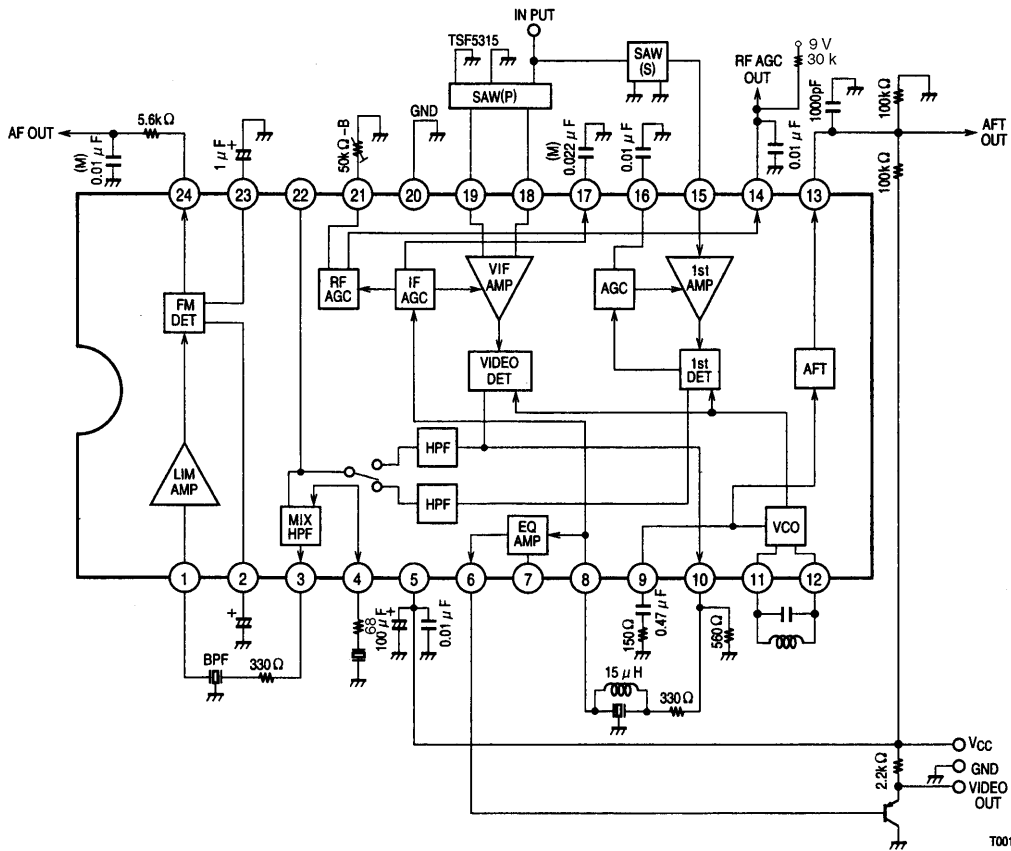 IN PUT
TSF5315
SAW
(S)
SAW(P)
9 V
30 k
RF AGC
OUT
1000pF
100kΩ
AF OUT
5.6kΩ
(M)
0.01 μF
1 μF
50kΩ-B
GND
(M)
0.022 μF
0.01 μF
0.01 μF
AFT
OUT
100kΩ
24
23
22
21
20
19
18
17
16
15
14
13
RF
AGC
IF
AGC
VIF
AMP
AGC
1st
AMP
FM
DET
VIDEO
DET
1st
DET
AFT
HPF
HPF
LIM
AMP
MIX
HPF
EQ
AMP
VCO
1
2
3
4
5
6
7
8
9
10
11
12
+
68
100 μF
+
0.01 μF
150Ω
0.47 μF
560Ω
BPF
330Ω
15 μH
330Ω
VCC
2.2kΩ
GND
VIDEO
OUT
T001